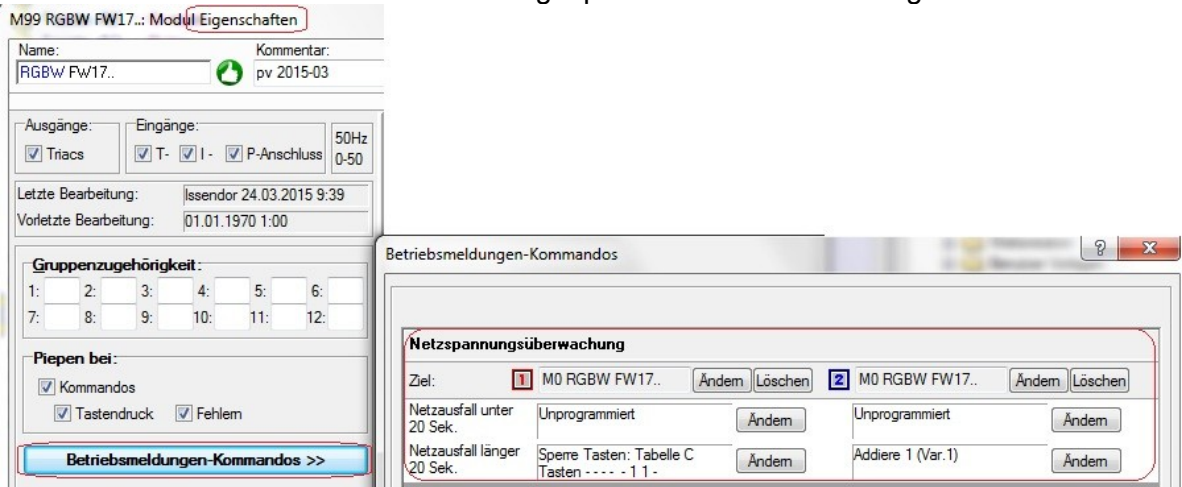 M99 RGBW FW17..: Modul Eigenschaften
Name: Kommentar:
RGBW FW17.. pv 2015-03
Ausgänge: Eingänge: 50Hz
Triacs T- I - P-Anschluss 0-50
Letzte Bearbeitung: Issendor 24.03.2015 9:39
Vorletzte Bearbeitung: 01.01.1970 1:00
Gruppenzugehörigkeit:
1: 2: 3: 4: 5: 6:
7: 8: 9: 10: 11: 12:
Piepen bei:
Kommandos
Tastendruck Fehlern
Betriebsmeldungen-Kommandos >>
Betriebsmeldungen-Kommandos ? X
Netzspannungsüberwachung
Ziel: 1 M0 RGBW FW17.. Ändern Löschen 2 M0 RGBW FW17.. Ändern Löschen
Netzausfall unter Unprogrammiert Ändern Unprogrammiert Ändern
20 Sek.
Netzausfall länger Sperre Tasten: Tabelle C Ändern Addiere 1 (Var.1) Ändern
20 Sek. Tasten - - - - - 1 1 -